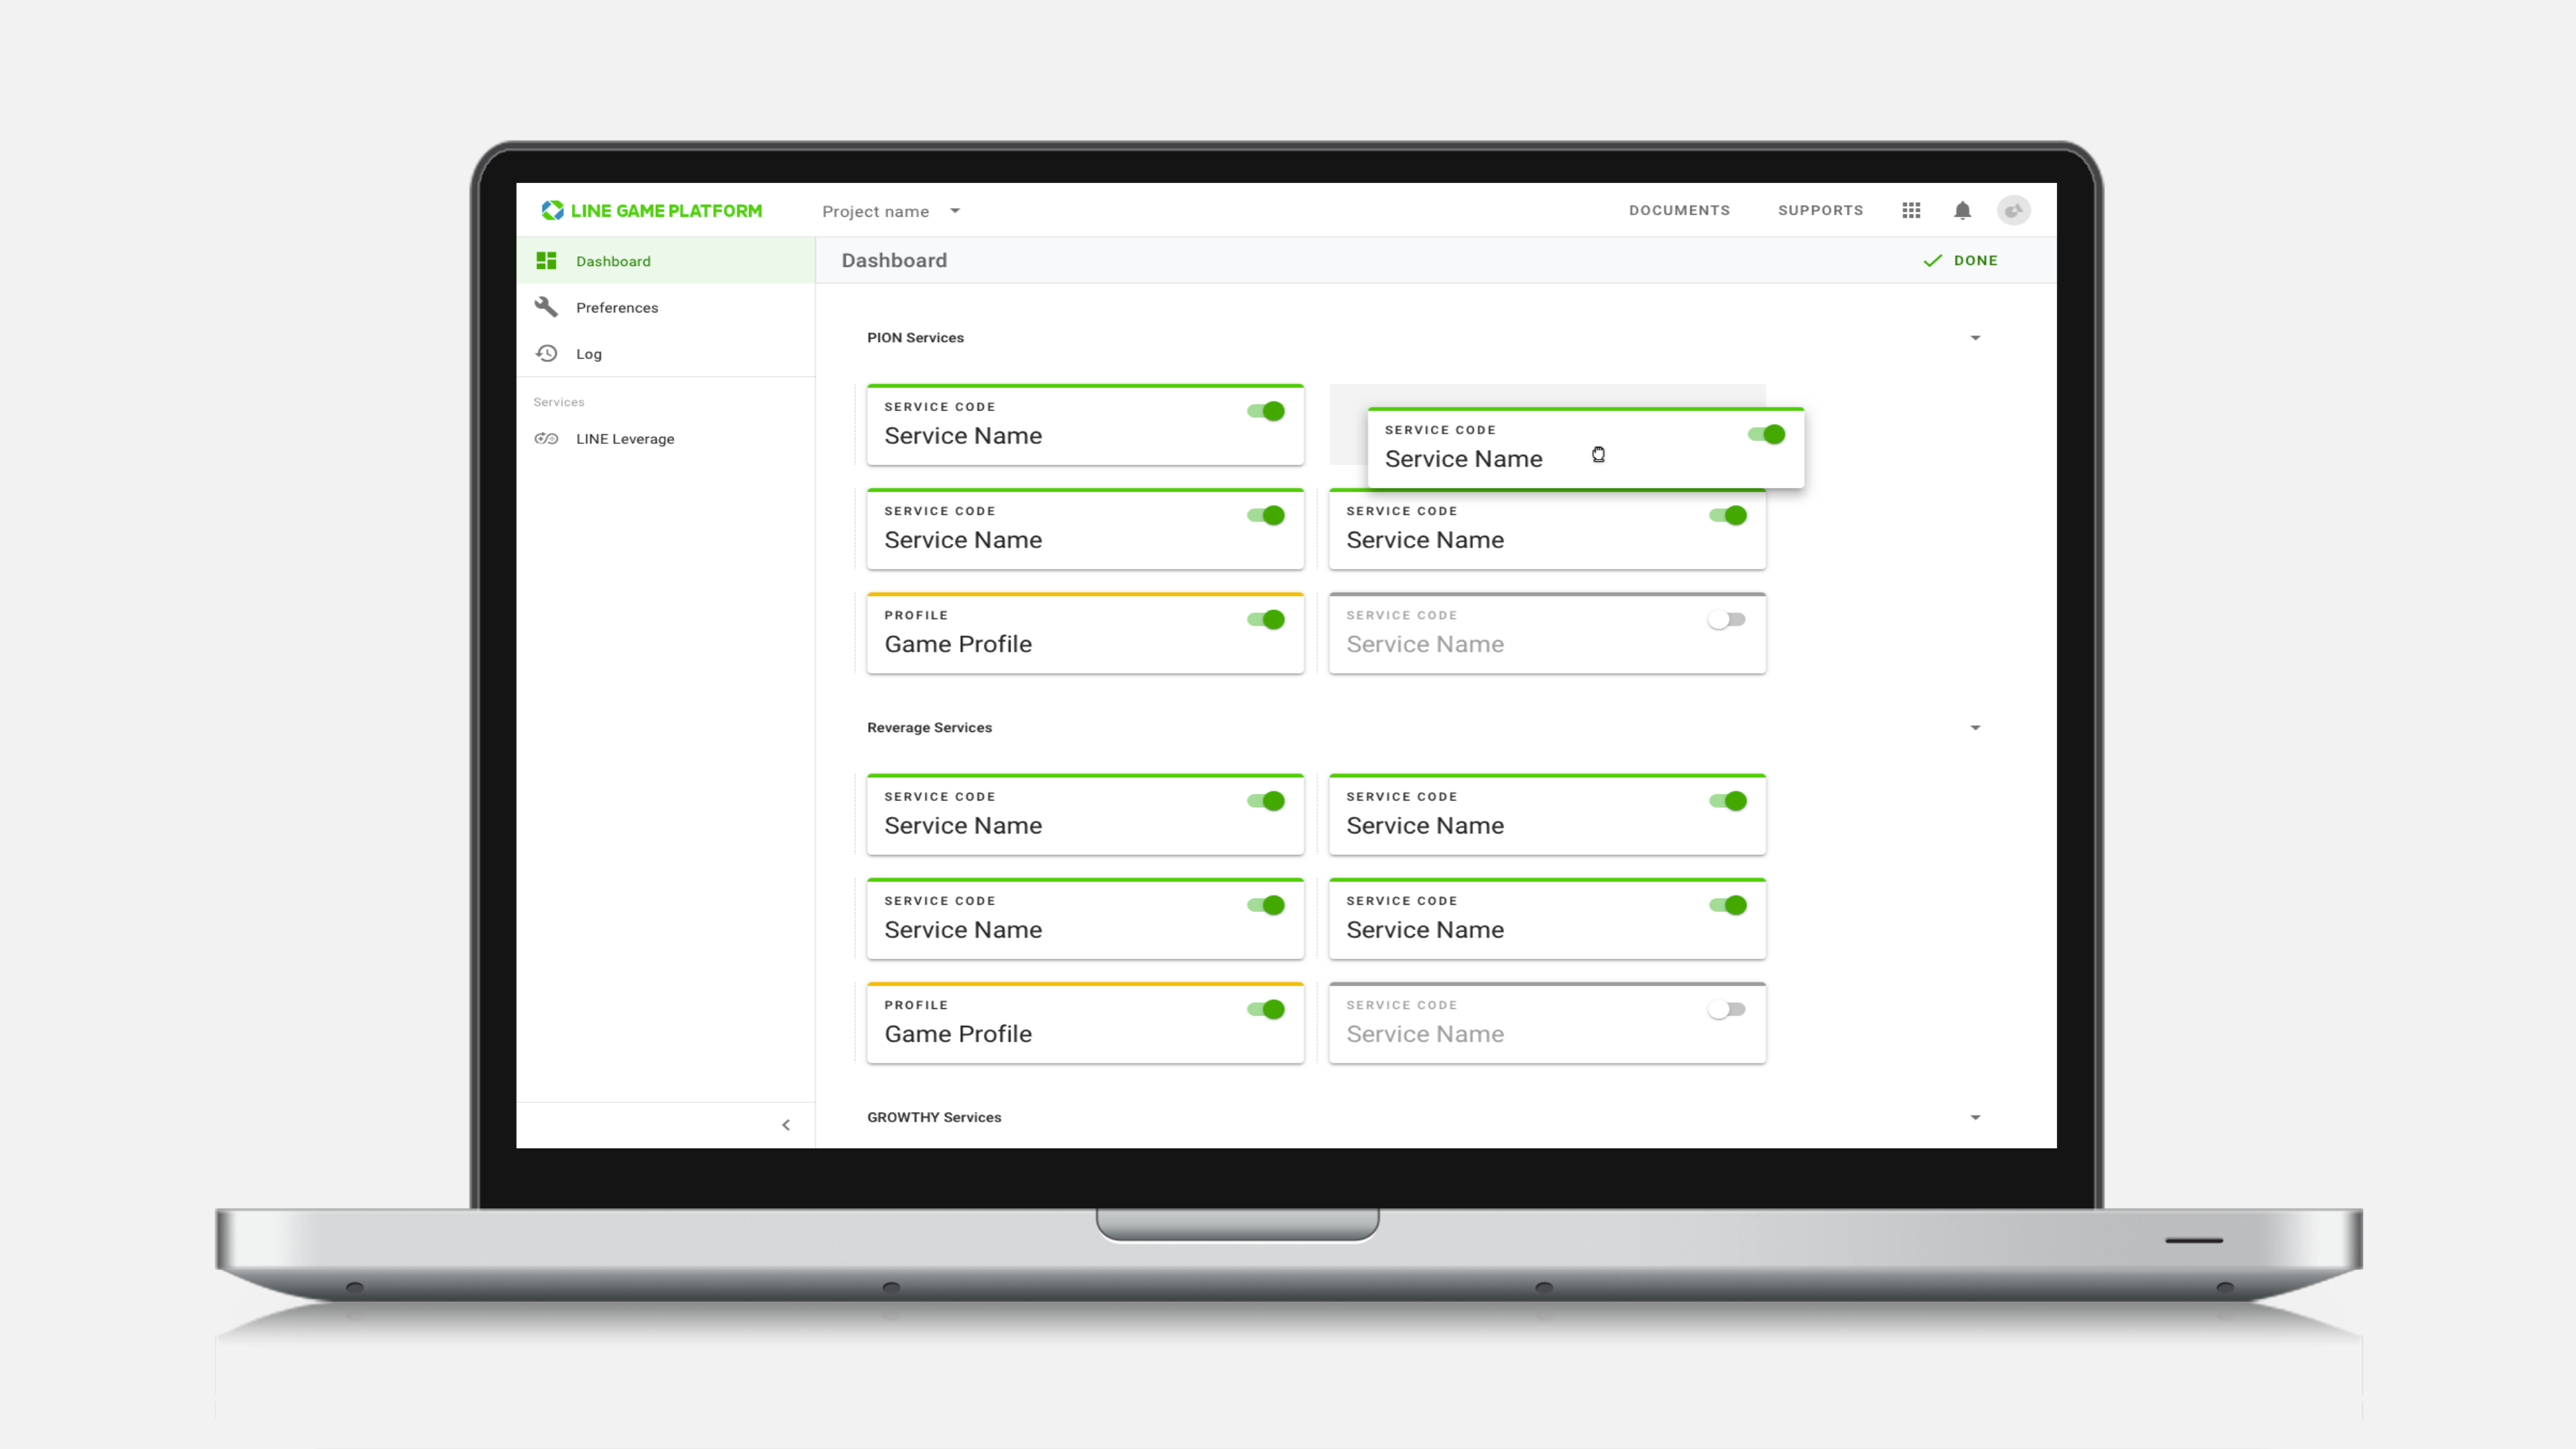 LINE GAME PLATFORM
Project name
DOCUMENTS
SUPPORTS
Dashboard
Preferences
Log
Services
LINE Leverage
Dashboard
DONE
PION Services
SERVICE CODE
Service Name
SERVICE CODE
Service Name
SERVICE CODE
Service Name
SERVICE CODE
Service Name
PROFILE
Game Profile
SERVICE CODE
Service Name
Reverage Services
SERVICE CODE
Service Name
SERVICE CODE
Service Name
SERVICE CODE
Service Name
SERVICE CODE
Service Name
PROFILE
Game Profile
SERVICE CODE
Service Name
GROWTHY Services